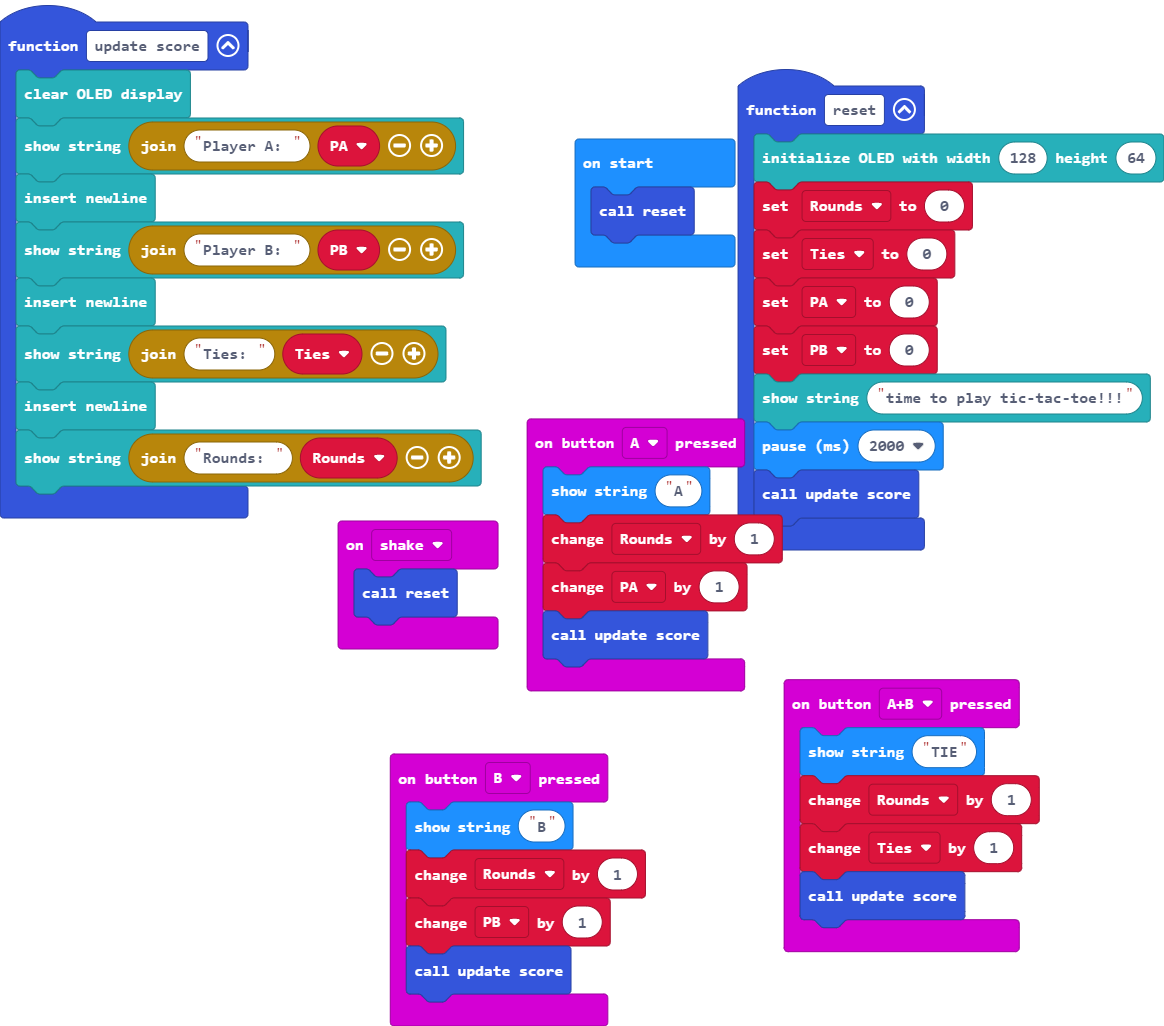 function update score
clear OLED display
show string join "Player A: " PA
insert newline
show string join "Player B: " PB
insert newline
show string join "Ties: " Ties
insert newline
show string join "Rounds: " Rounds
on start
call reset
function reset
initialize OLED with width 128 height 64
set Rounds to 0
set Ties to 0
set PA to 0
set PB to 0
show string "time to play tic-tac-toe!!!"
pause (ms) 2000
call update score
on shake
call reset
on button A pressed
show string "A"
change Rounds by 1
change PA by 1
call update score
on button B pressed
show string "B"
change Rounds by 1
change PB by 1
call update score
on button A+B pressed
show string "TIE"
change Rounds by 1
change Ties by 1
call update score